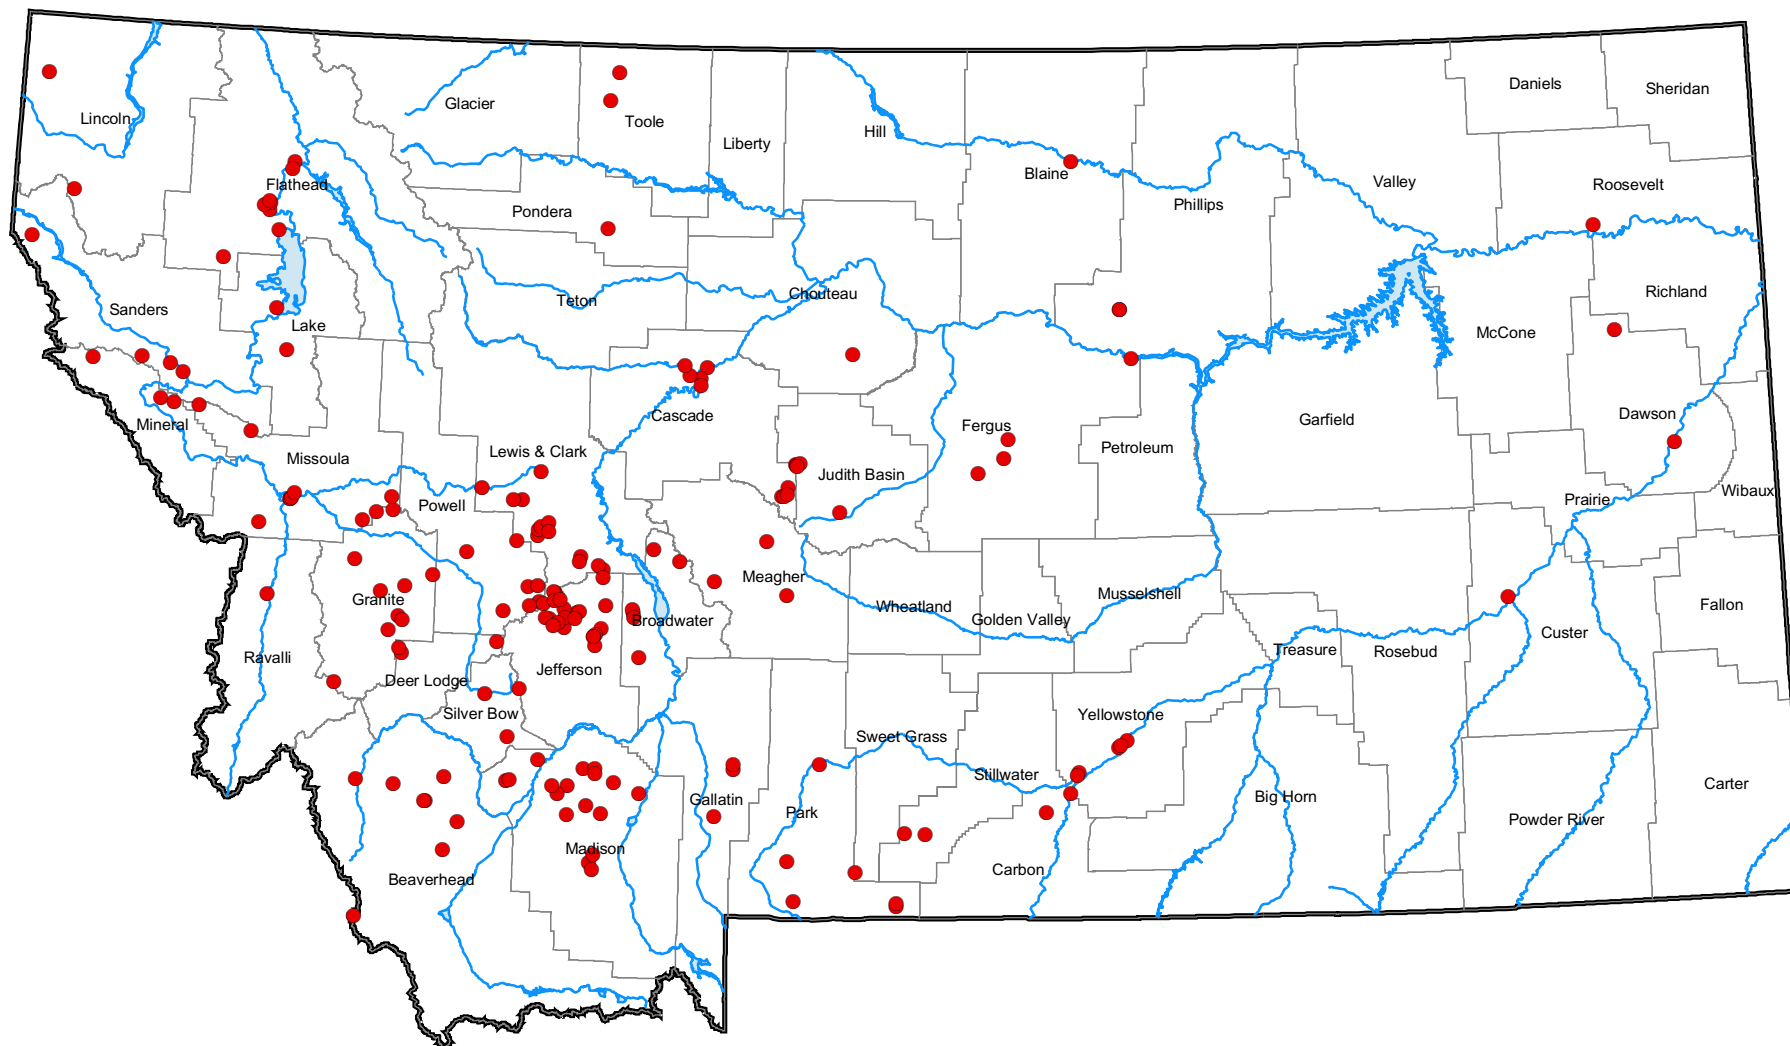 Daniels
Sheridan
Glacier
Lincoln
Toole
Hill
Liberty
Blaine
Valley
Flathead
Roosevelt
Phillips
Pondera
Richland
Chouteau
Teton
Sanders
Lake
McCone
Cascade
Dawson
Garfield
Mineral
Fergus
Petroleum
Lewis & Clark
Missoula
Judith Basin
Wibaux
Prairie
Powell
Meagher
Musselshell
Granite
Wheatland
Fallon
Golden Valley
Broadwater
Custer
Treasure
Rosebud
Ravalli
Jefferson
Deer Lodge
Silver Bow
Yellowstone
Sweet Grass
Stillwater
Carter
Big Horn
Gallatin
Park
Powder River
Madison
Carbon
Beaverhead